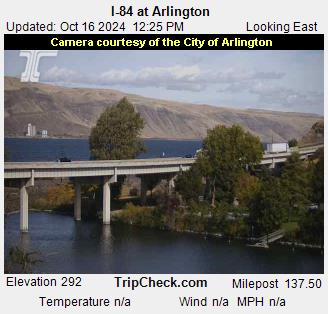 I-84 at Arlington
Updated: Oct 16 2024 12:25 PM Looking East
Camera courtesy of the City of Arlington
Elevation 292 TripCheck.com Milepost 137.50
Temperature n/a Wind n/a MPH n/a